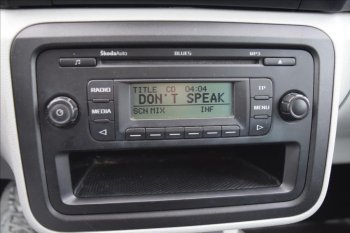 ŠkodaAuto BLUES MP3
RADIO TITLE CD 04:04 TP
DON'T SPEAK
MEDIA SCN MIX INF MENU